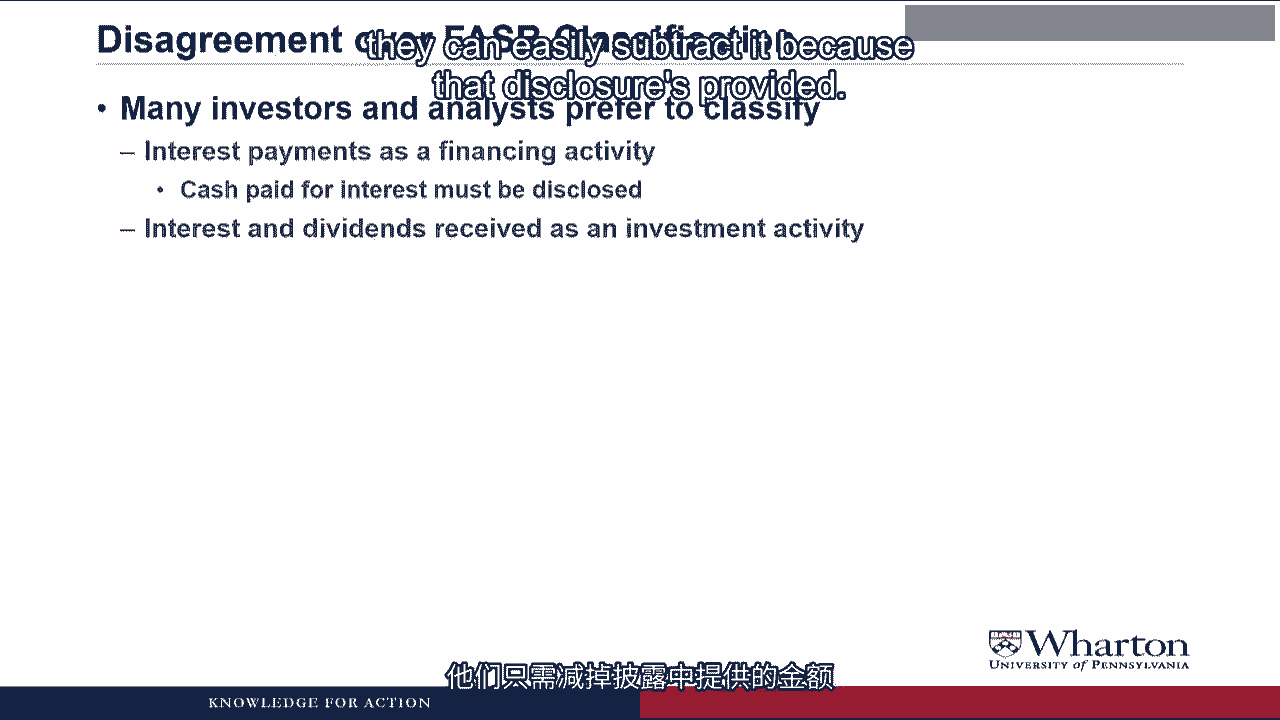 Disagreement over FASB Classification
they can easily subtract it because
that disclosure's provided.
• Many investors and analysts prefer to classify
– Interest payments as a financing activity
• Cash paid for interest must be disclosed
– Interest and dividends received as an investment activity
Wharton
UNIVERSITY of PENNSYLVANIA
他们只需减掉披露中提供的金额
KNOWLEDGE FOR ACTION